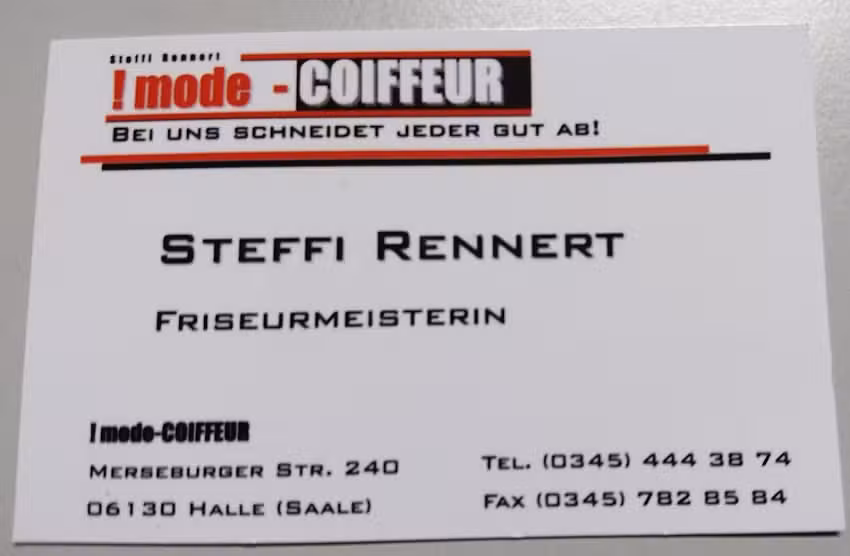 Steffi Rennert
! mode - COIFFEUR
BEI UNS SCHNEIDET JEDER GUT AB!
STEFFI RENNERT
FRISEURMEISTERIN
! mode-COIFFEUR
MERSEBURGER STR. 240
TEL. (0345) 444 38 74
06130 HALLE (SAALE)
FAX (0345) 782 85 84